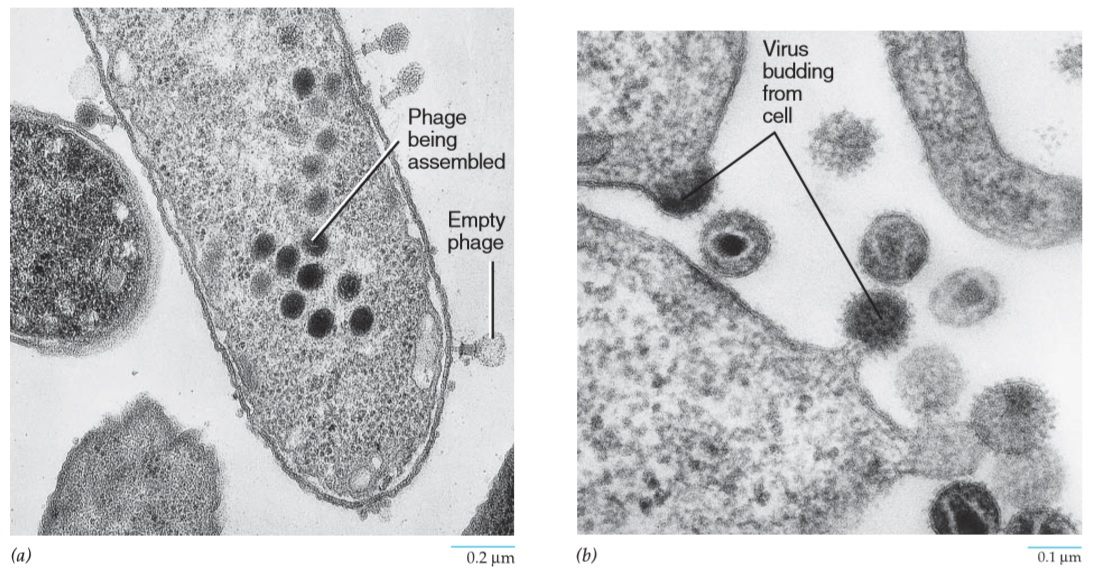 Phage
being
assembled
Empty
phage
(a)
0.2 µm
Virus
budding
from
cell
(b)
0.1 µm